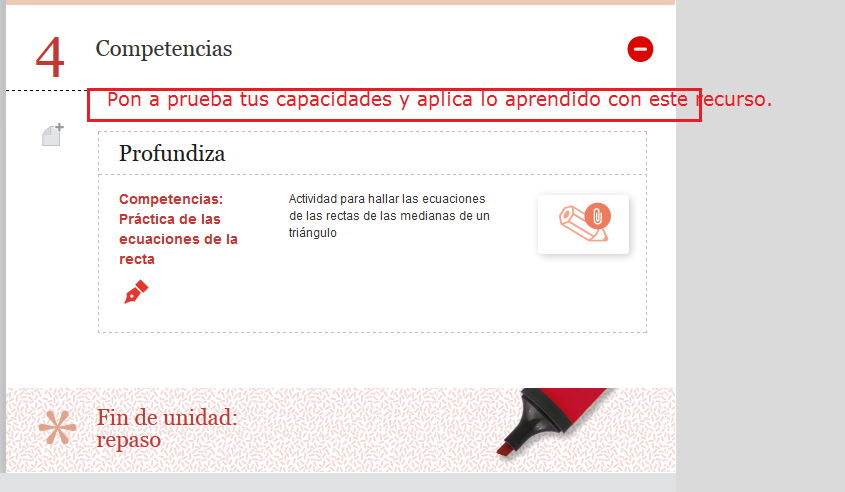 4 Competencias
Pon a prueba tus capacidades y aplica lo aprendido con este recurso.
Profundiza
Competencias:
Práctica de las
ecuaciones de la
recta
Actividad para hallar las ecuaciones
de las rectas de las medianas de un
triángulo
Fin de unidad:
repaso